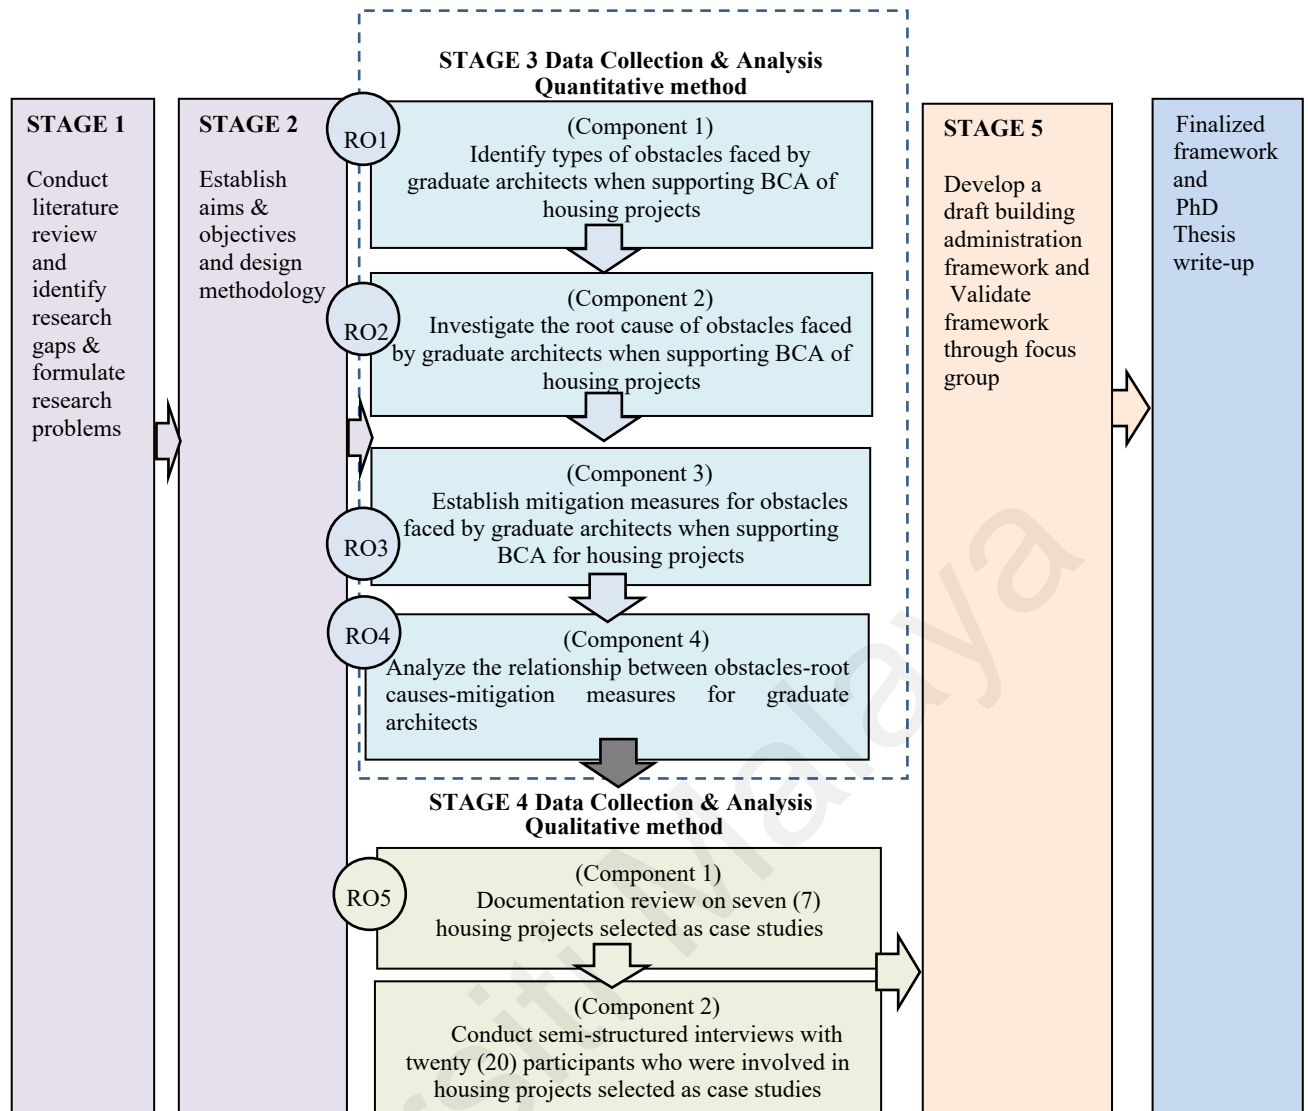 STAGE 1
Conduct
literature
review
and
identify
research
gaps &
formulate
research
problems
STAGE 2
Establish
aims &
objectives
and design
methodology
STAGE 3 Data Collection & Analysis
Quantitative method
RO1
(Component 1)
Identify types of obstacles faced by
graduate architects when supporting BCA of
housing projects
RO2
(Component 2)
Investigate the root cause of obstacles faced
by graduate architects when supporting BCA of
housing projects
RO3
(Component 3)
Establish mitigation measures for obstacles
faced by graduate architects when supporting
BCA for housing projects
RO4
(Component 4)
Analyze the relationship between obstacles-root
causes-mitigation measures for graduate
architects
STAGE 4 Data Collection & Analysis
Qualitative method
RO5
(Component 1)
Documentation review on seven (7)
housing projects selected as case studies
(Component 2)
Conduct semi-structured interviews with
twenty (20) participants who were involved in
housing projects selected as case studies
STAGE 5
Develop a
draft building
administration
framework and
Validate
framework
through focus
group
Finalized
framework
and
PhD
Thesis
write-up
Malaya